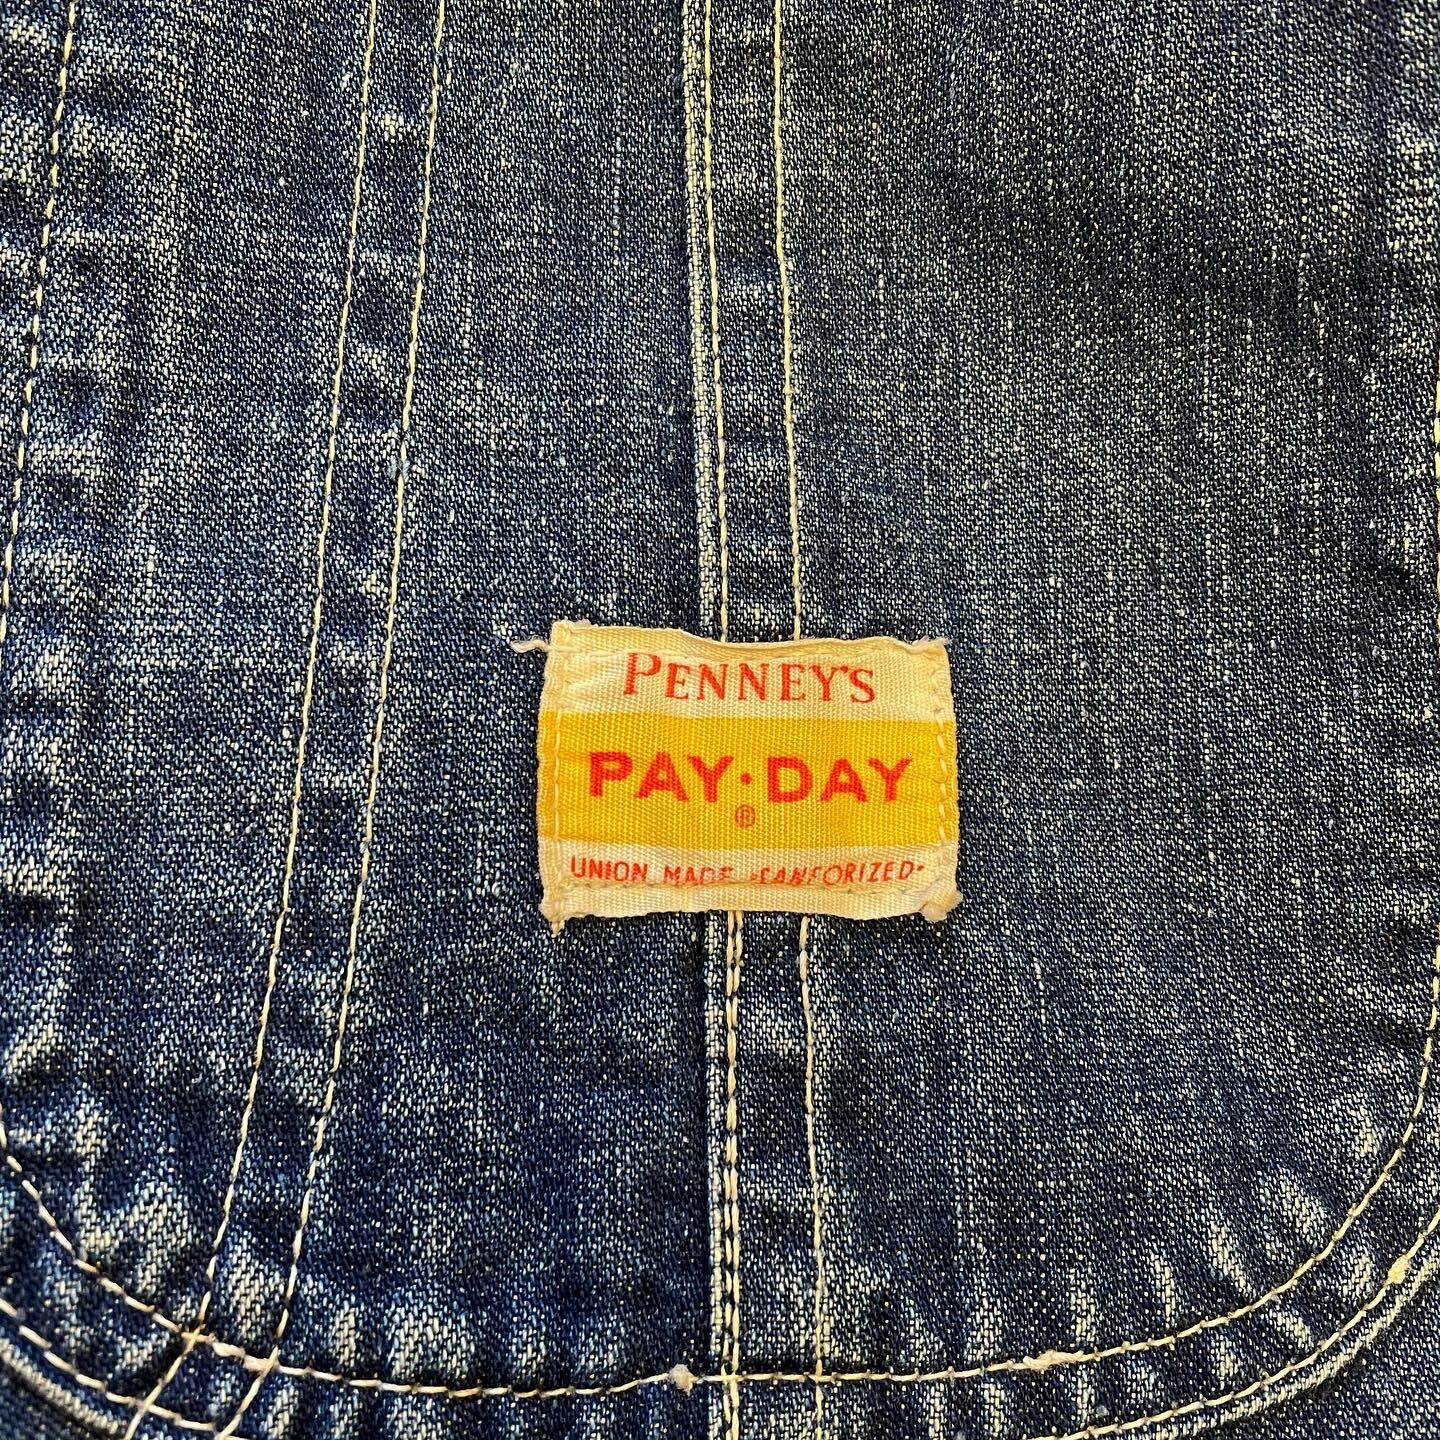 PENNEY'S
PAY·DAY
®
UNION MADE "SANFORIZED"